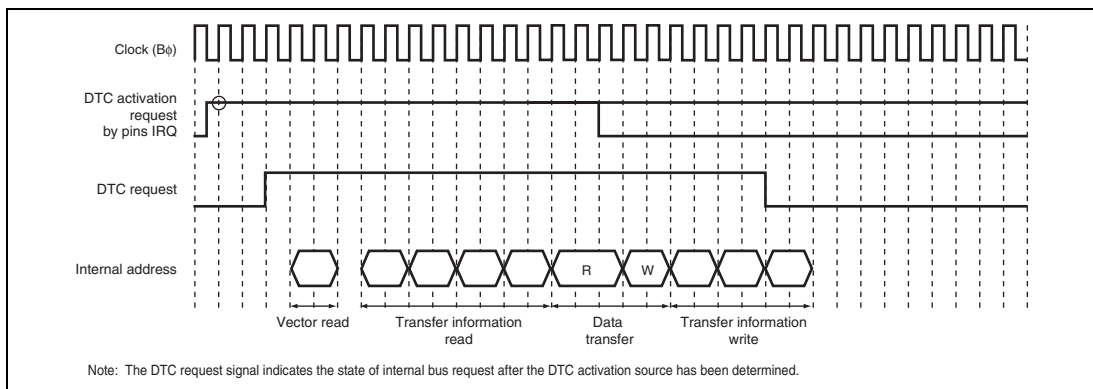 Clock (Bϕ)
DTC activation
request
by pins IRQ
DTC request
Internal address
R
W
Vector read
Transfer information
read
Data
transfer
Transfer information
write
Note: The DTC request signal indicates the state of internal bus request after the DTC activation source has been determined.